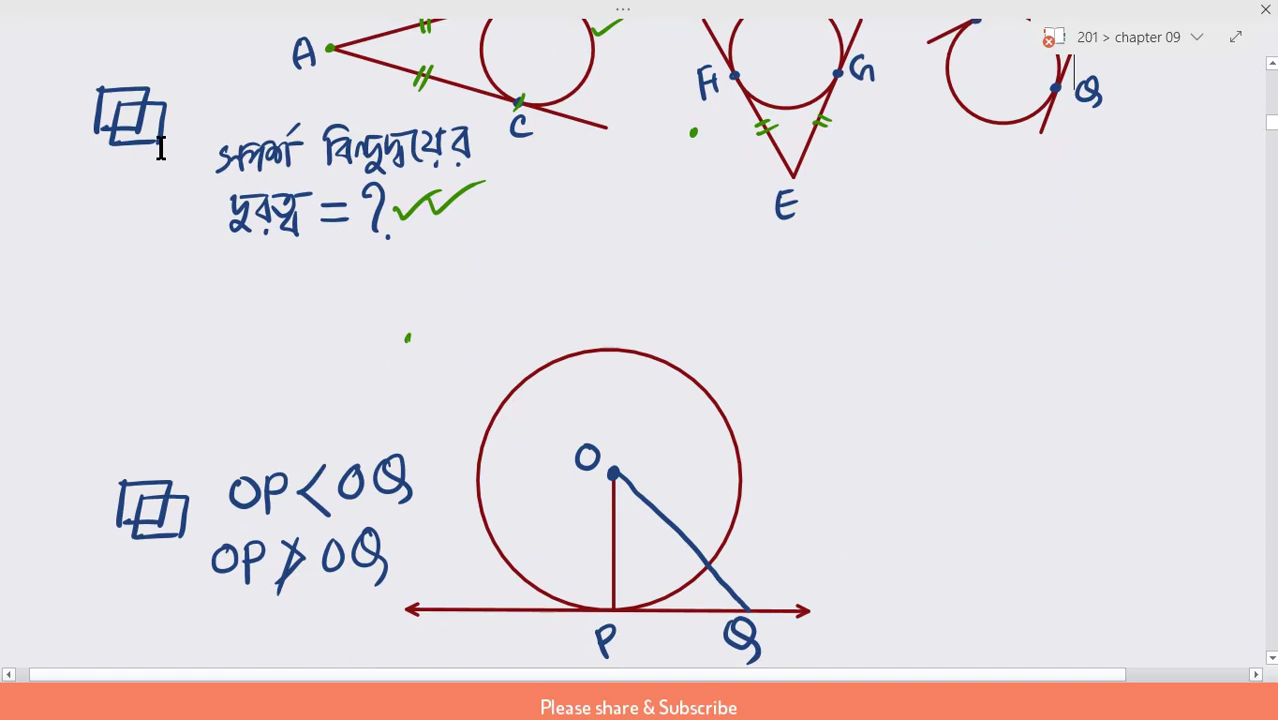 201 > chapter 09
A
C
F
G
E
Q
স্পর্শ বিন্দুদ্বয়ের
দুরত্ব = ?
O
OP < OQ
OP ≯ OQ
P
Q
Please share & Subscribe